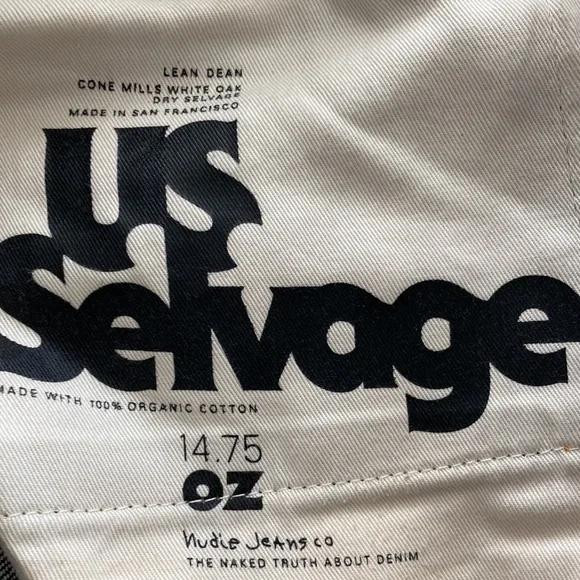 LEAN DEAN
CONE MILLS WHITE OAK
DRY SELVAGE
MADE IN SAN FRANCISCO
us
Selvage
MADE WITH 100% ORGANIC COTTON
14.75
OZ
Nudie Jeans co
THE NAKED TRUTH ABOUT DENIM